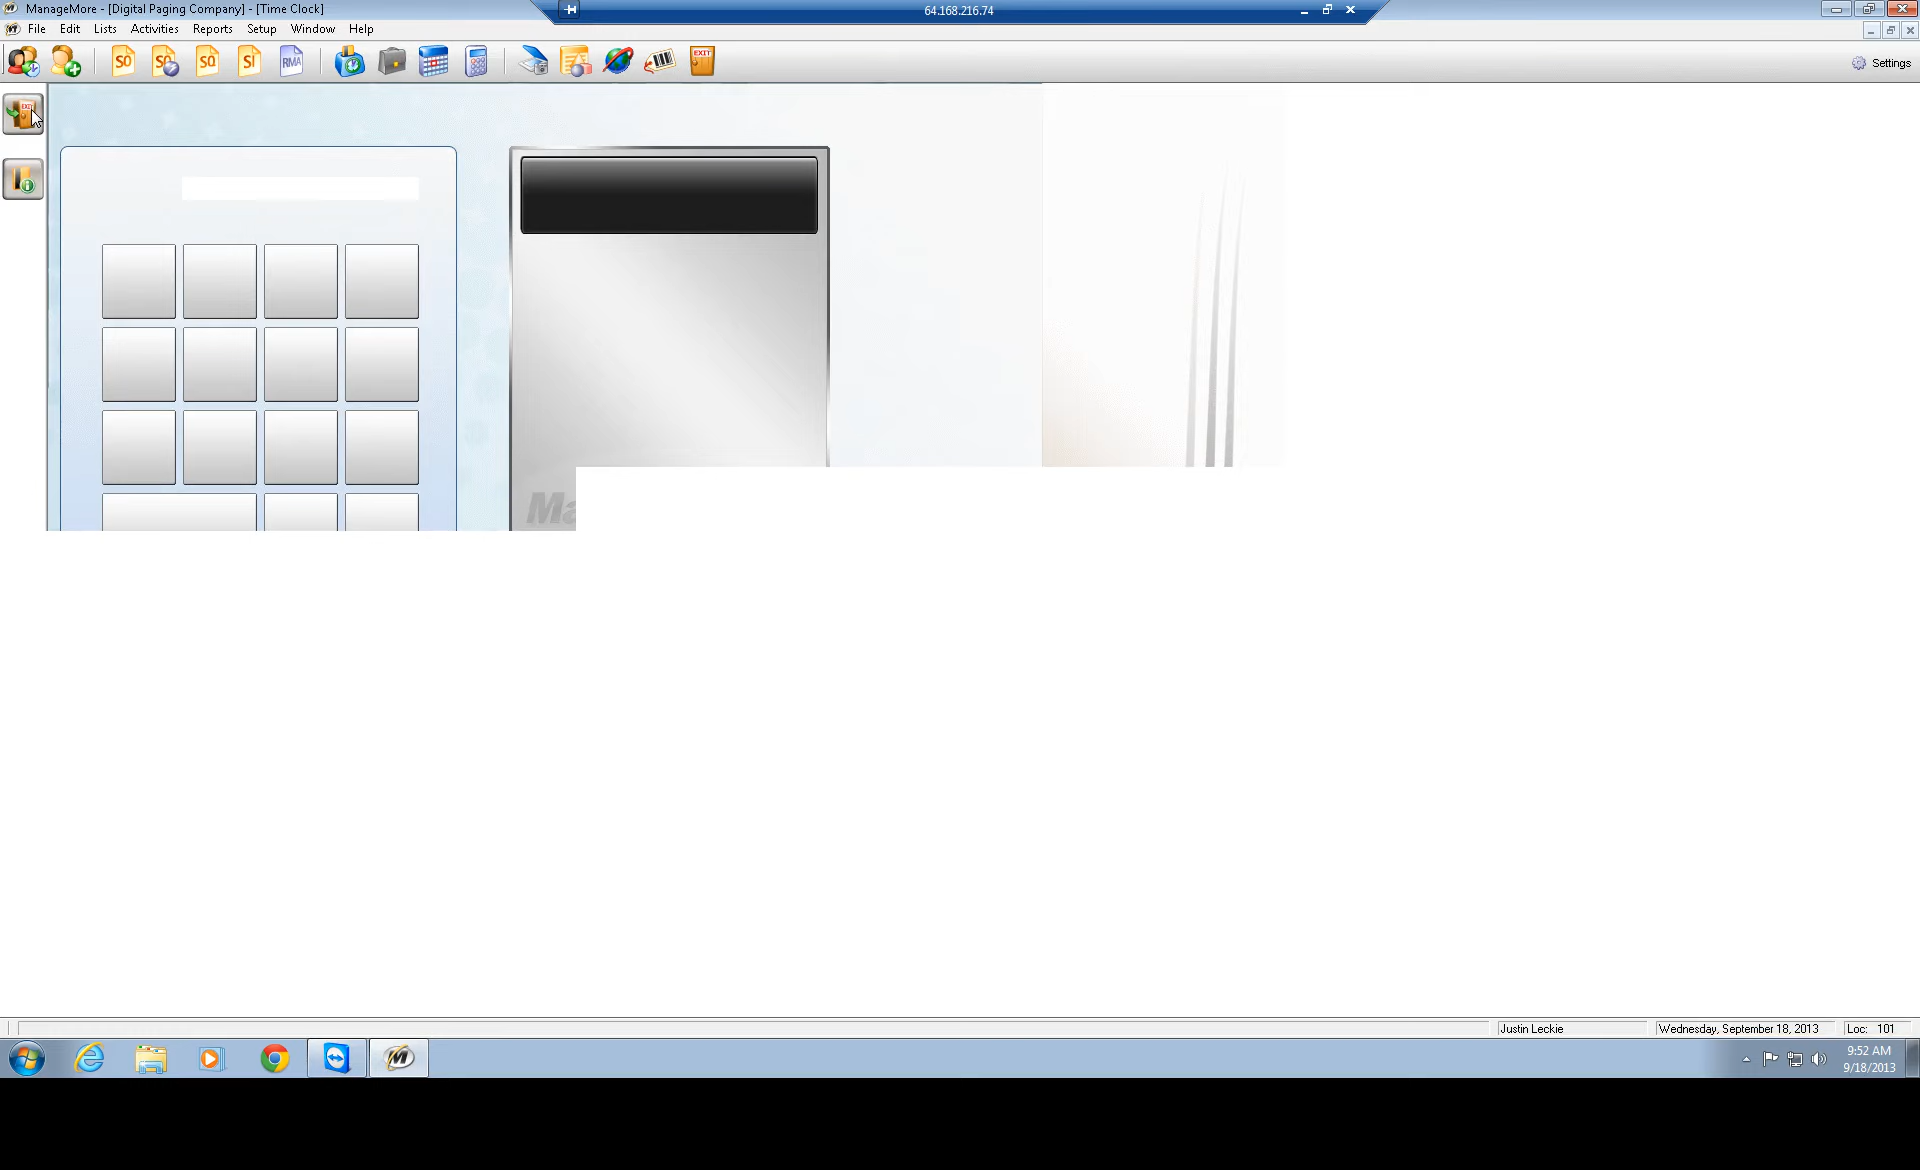 ManageMore - [Digital Paging Company] - [Time Clock]
64.168.216.74
File Edit Lists Activities Reports Setup Window Help
SO SO SQ SI RMA EXIT
Settings
EXIT
Justin Leckie
Wednesday, September 18, 2013
Loc: 101
9:52 AM
9/18/2013